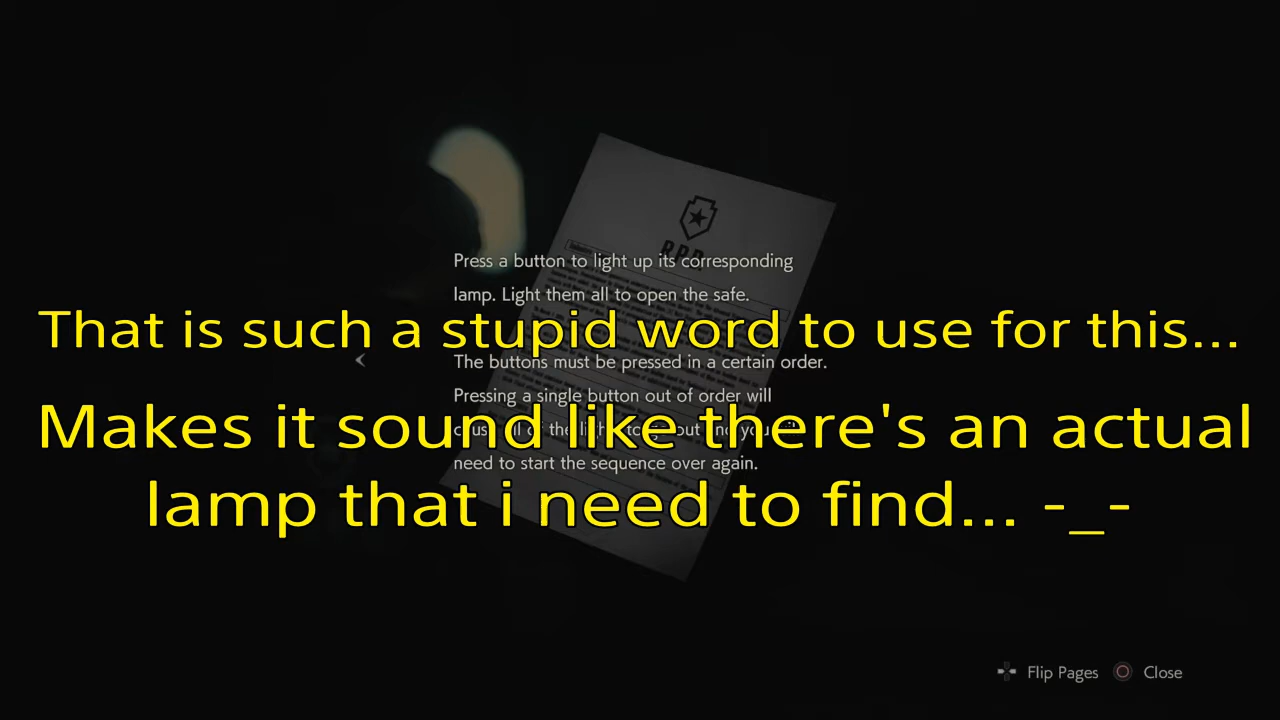 R.P.D.
Press a button to light up its corresponding
lamp. Light them all to open the safe.
That is such a stupid word to use for this...
The buttons must be pressed in a certain order.
Pressing a single button out of order will
Makes it sound like there's an actual
need to start the sequence over again.
lamp that i need to find... -_-
Flip Pages
Close